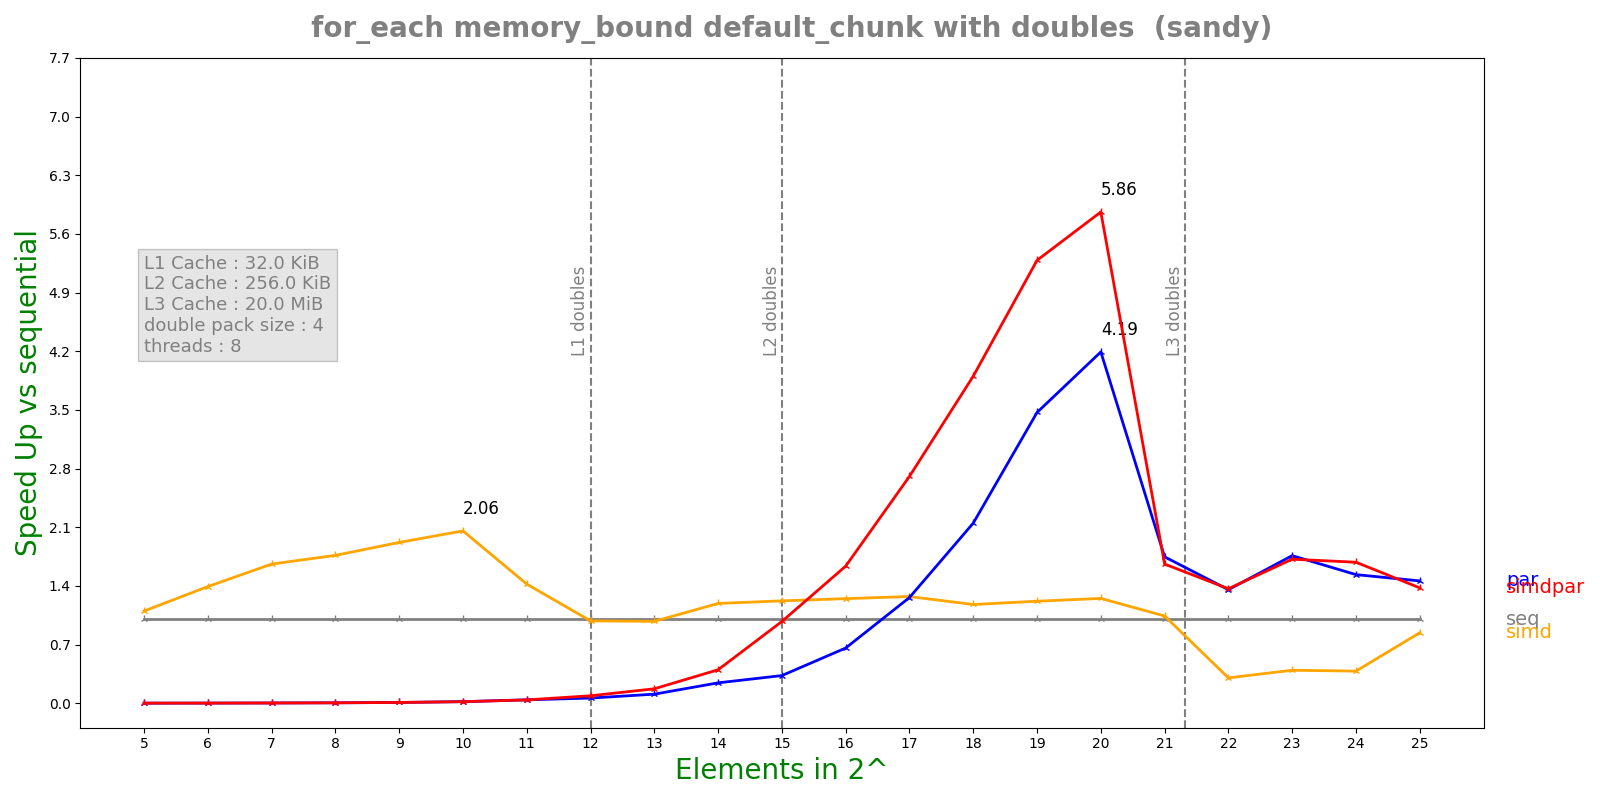 for_each memory_bound default_chunk with doubles (sandy)
Speed Up vs sequential
7.7
7.0
6.3
5.6
4.9
4.2
3.5
2.8
2.1
1.4
0.7
0.0
L1 Cache : 32.0 KiB
L2 Cache : 256.0 KiB
L3 Cache : 20.0 MiB
double pack size : 4
threads : 8
2.06
L1 doubles
L2 doubles
5.86
4.19
L3 doubles
par
simdpar
seq
simd
5 6 7 8 9 10 11 12 13 14 15 16 17 18 19 20 21 22 23 24 25
Elements in 2^